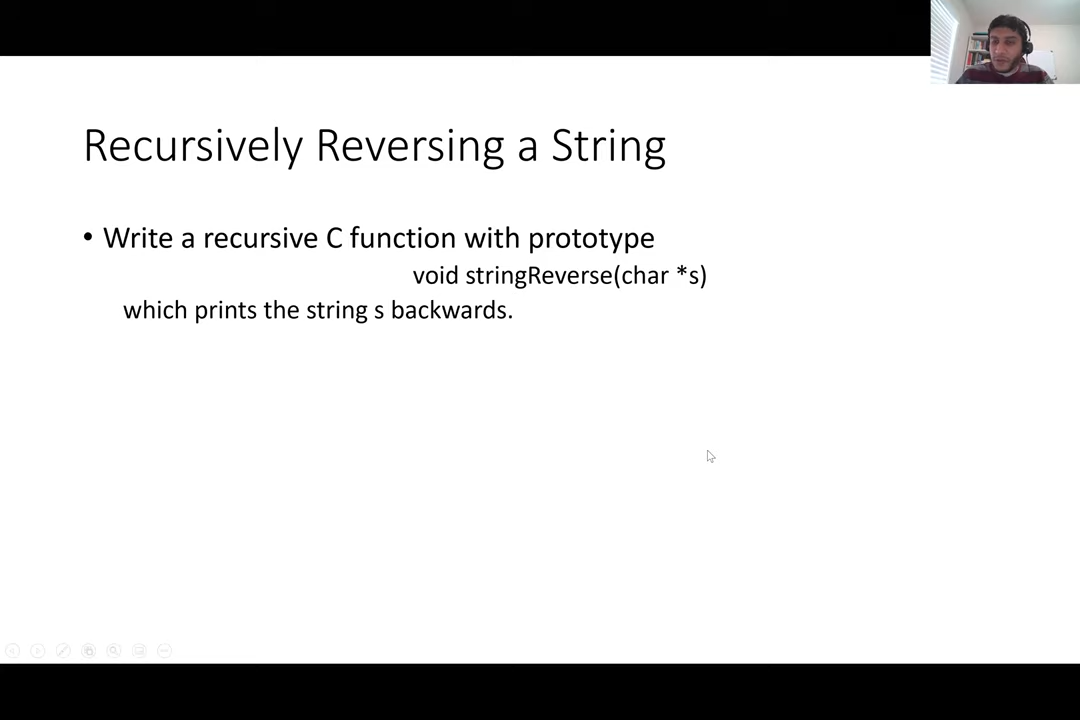 Recursively Reversing a String
• Write a recursive C function with prototype
void stringReverse(char *s)
which prints the string s backwards.